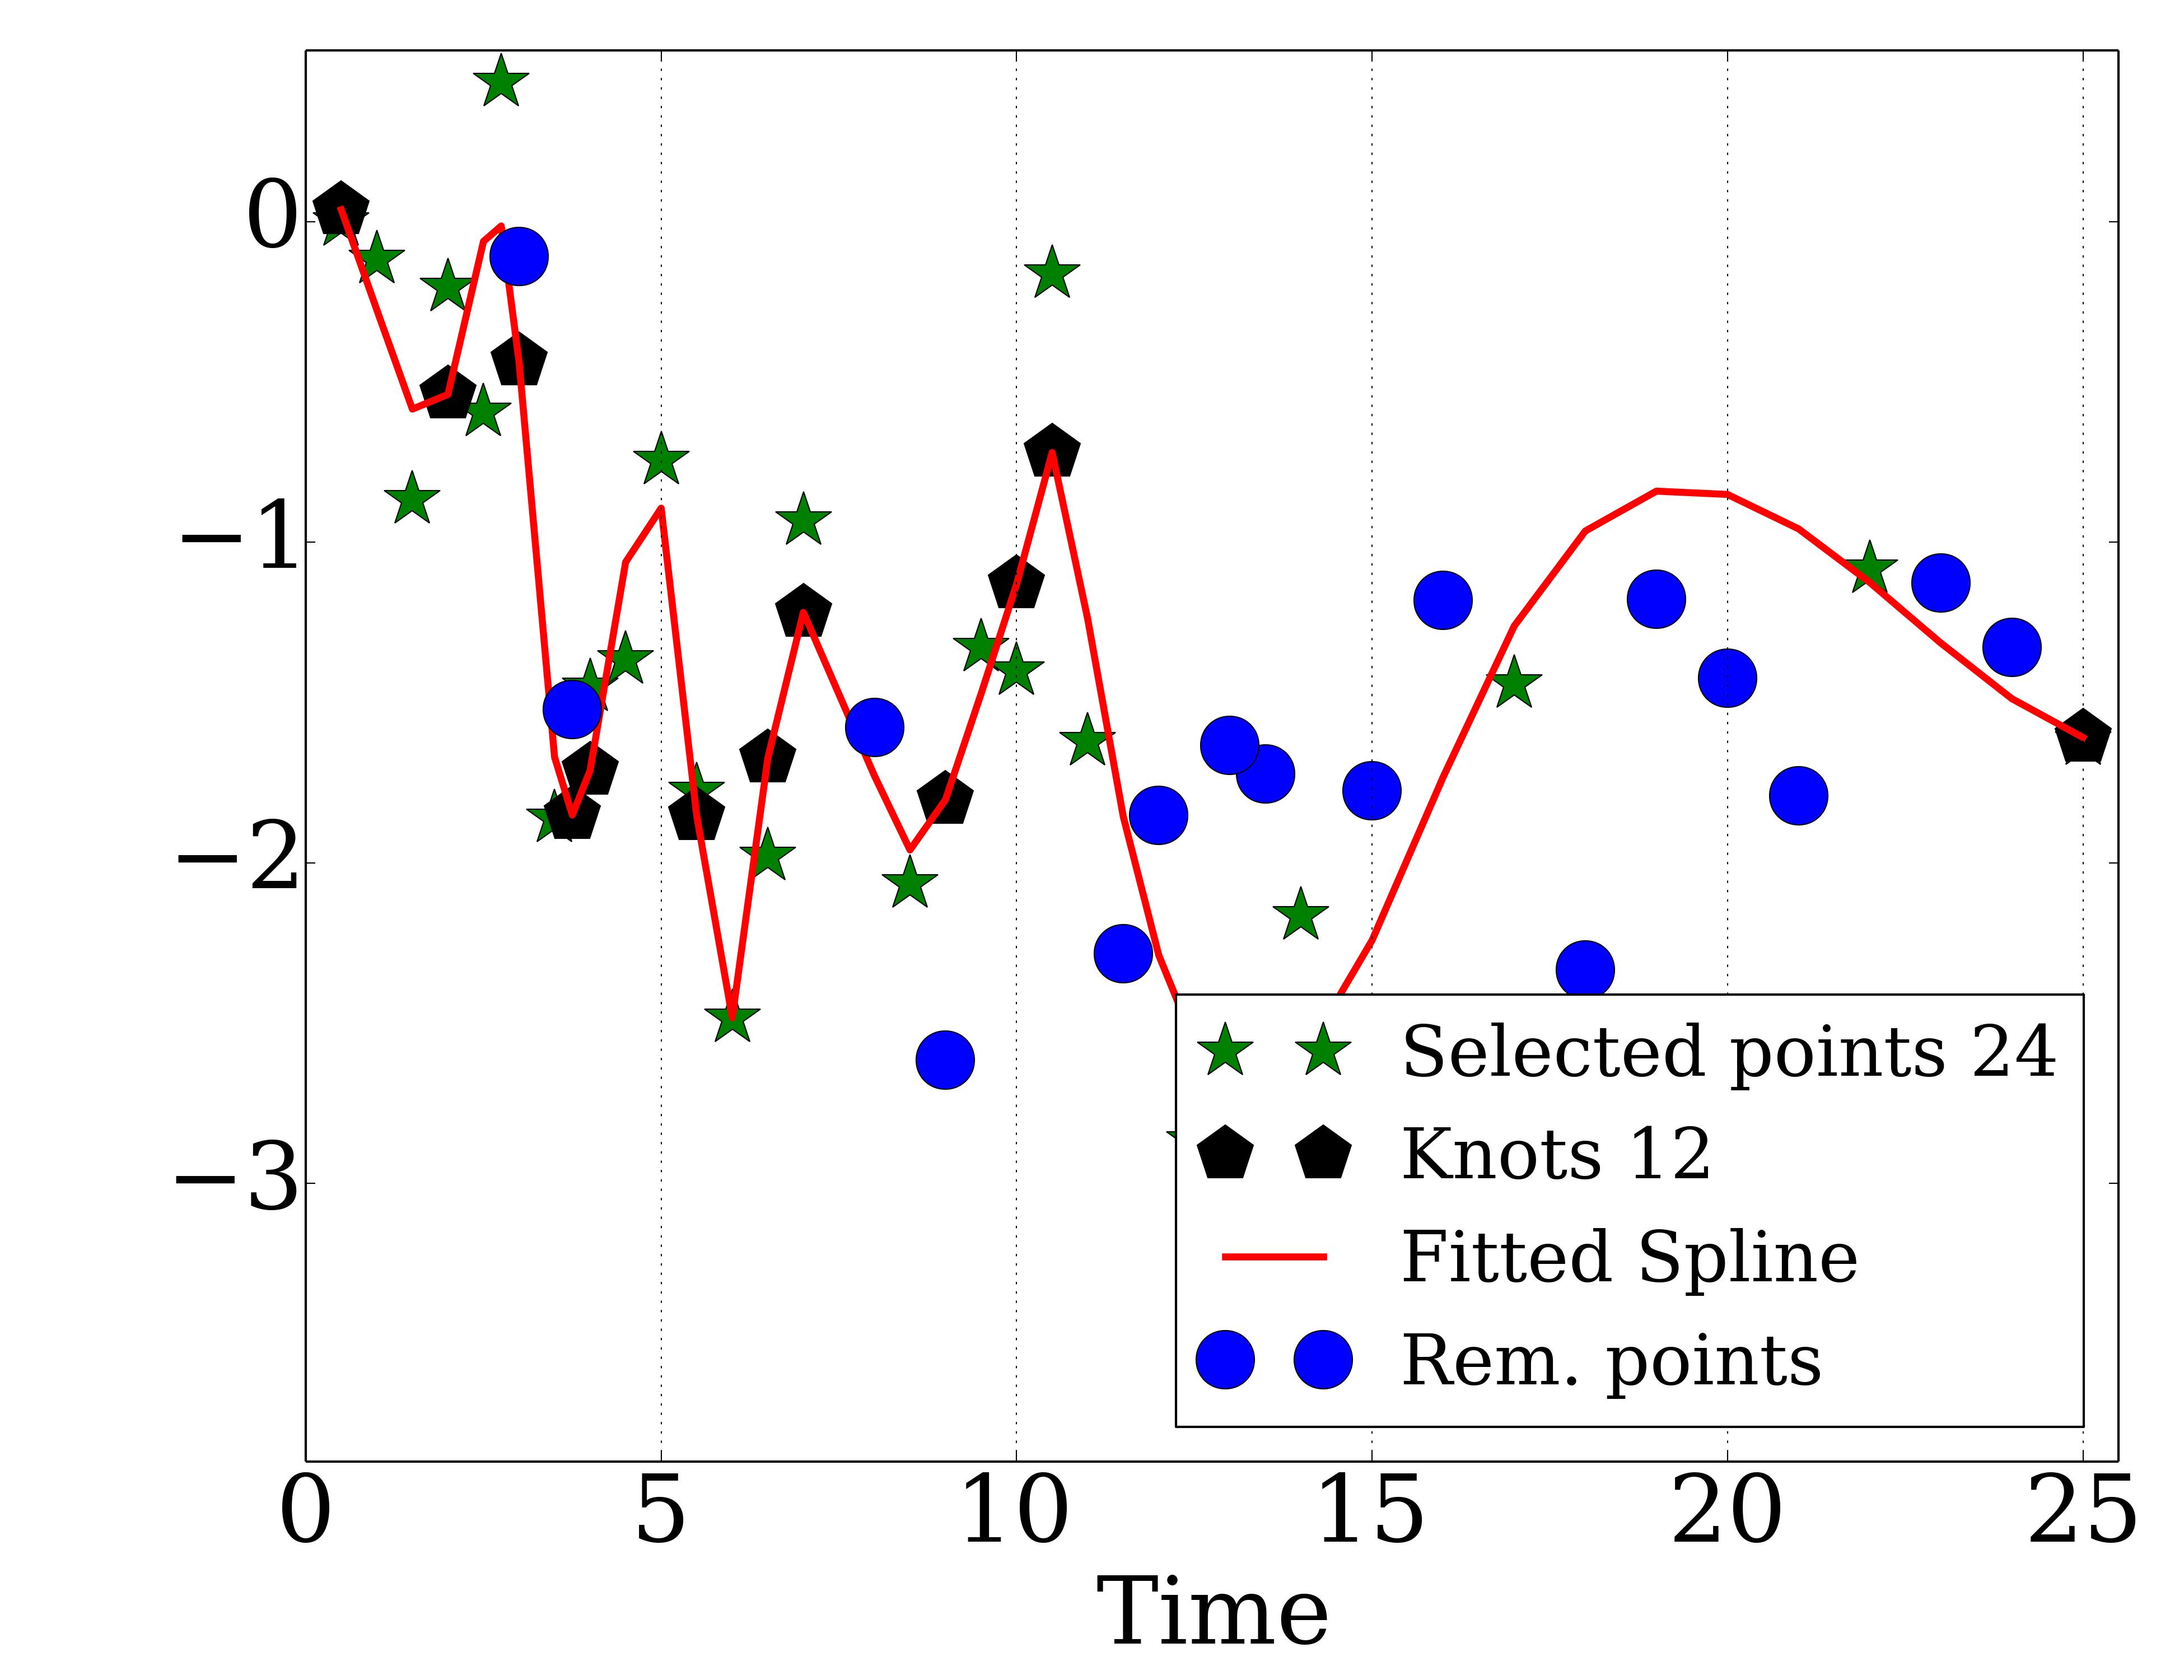 0
−1
−2
−3
0 5 10 15 20 25
Time
Selected points 24
Knots 12
Fitted Spline
Rem. points